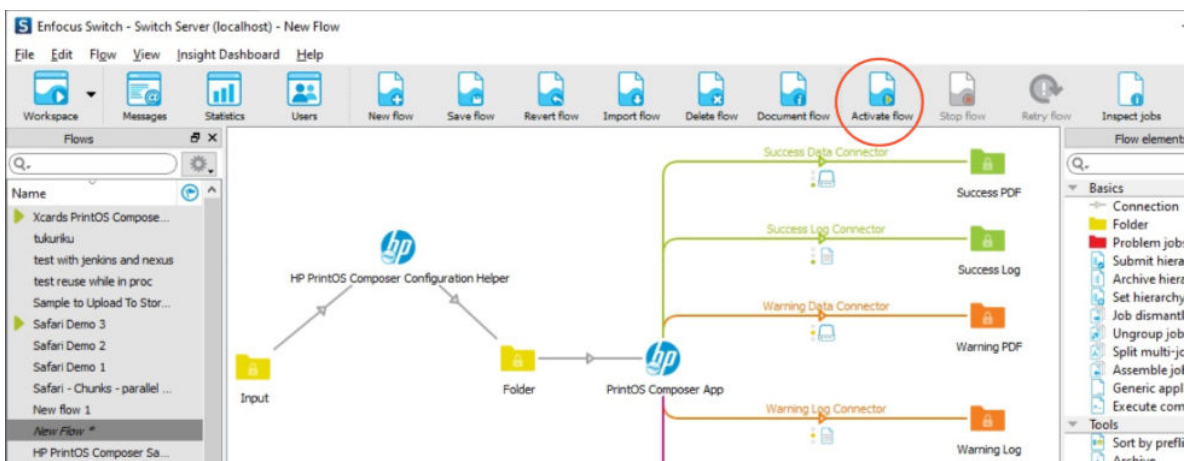 Enfocus Switch - Switch Server (localhost) - New Flow
File Edit Flow View Insight Dashboard Help
Workspace Messages Statistics Users New flow Save flow Revert flow Import flow Delete flow Document flow Activate flow Stop flow Retry flow Inspect jobs
Flows
Name
Xcards PrintOS Compose...
tukuriku
test with jenkins and nexus
test reuse while in proc
Sample to Upload To Stor...
Safari Demo 3
Safari Demo 2
Safari Demo 1
Safari - Chunks - parallel ...
New flow 1
New Flow *
HP PrintOS Composer Sa...
Input
hp
HP PrintOS Composer Configuration Helper
Folder
hp
PrintOS Composer App
Success Data Connector
Success PDF
Success Log Connector
Success Log
Warning Data Connector
Warning PDF
Warning Log Connector
Warning Log
Flow elements
Basics
Connection
Folder
Problem jobs
Submit hiera
Archive hiera
Set hierarchy
Job dismantl
Ungroup job
Split multi-jo
Assemble job
Generic appl
Execute com
Tools
Sort by prefli
Archive